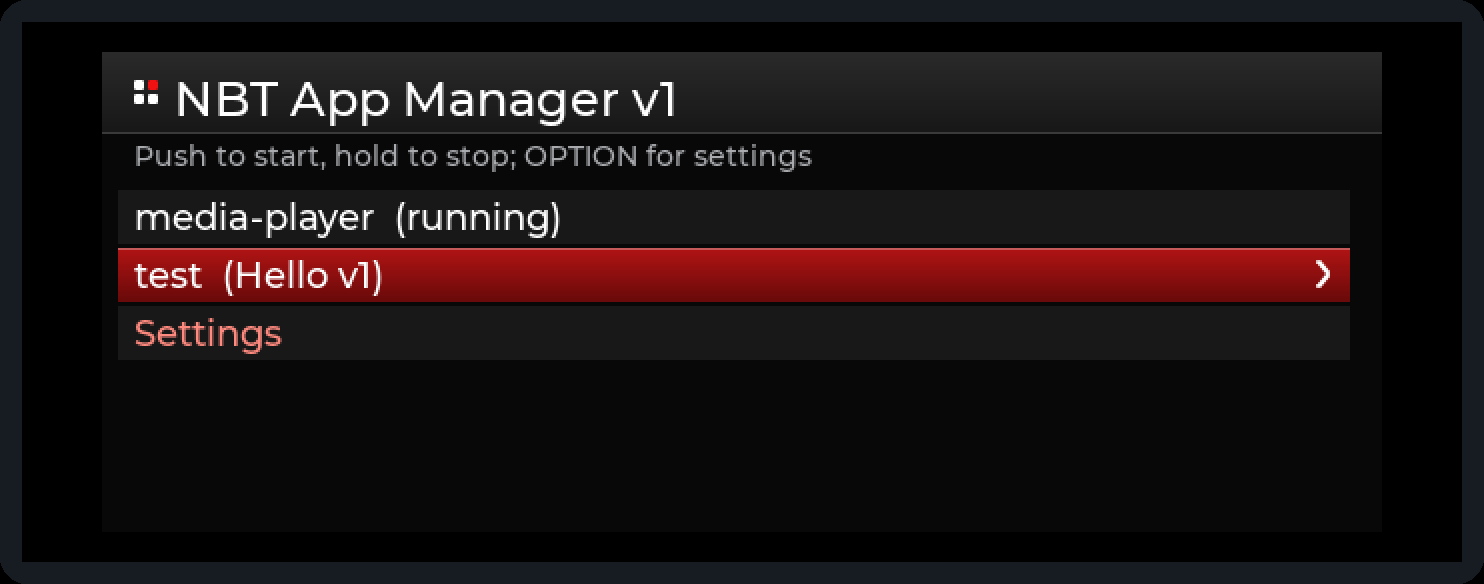 NBT App Manager v1
Push to start, hold to stop; OPTION for settings
media-player (running)
test (Hello v1)
Settings